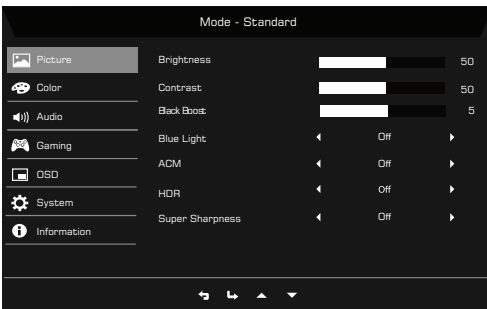 Mode - Standard
Picture
Color
Audio
Gaming
OSD
System
Information
Brightness 50
Contrast 50
Black Boost 5
Blue Light Off
ACM Off
HDR Off
Super Sharpness Off